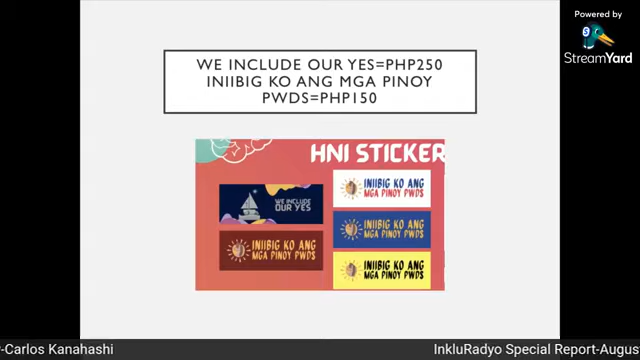 Powered by
StreamYard
WE INCLUDE OUR YES=PHP250
INIIBIG KO ANG MGA PINOY
PWDS=PHP150
HNI STICKER
WE INCLUDE
OUR YES
INIIBIG KO ANG
MGA PINOY PWDS
INIIBIG KO ANG
MGA PINOY PWDS
INIIBIG KO ANG
MGA PINOY PWDS
INIIBIG KO ANG
MGA PINOY PWDS
-Carlos Kanahashi
InkluRadyo Special Report-Augus